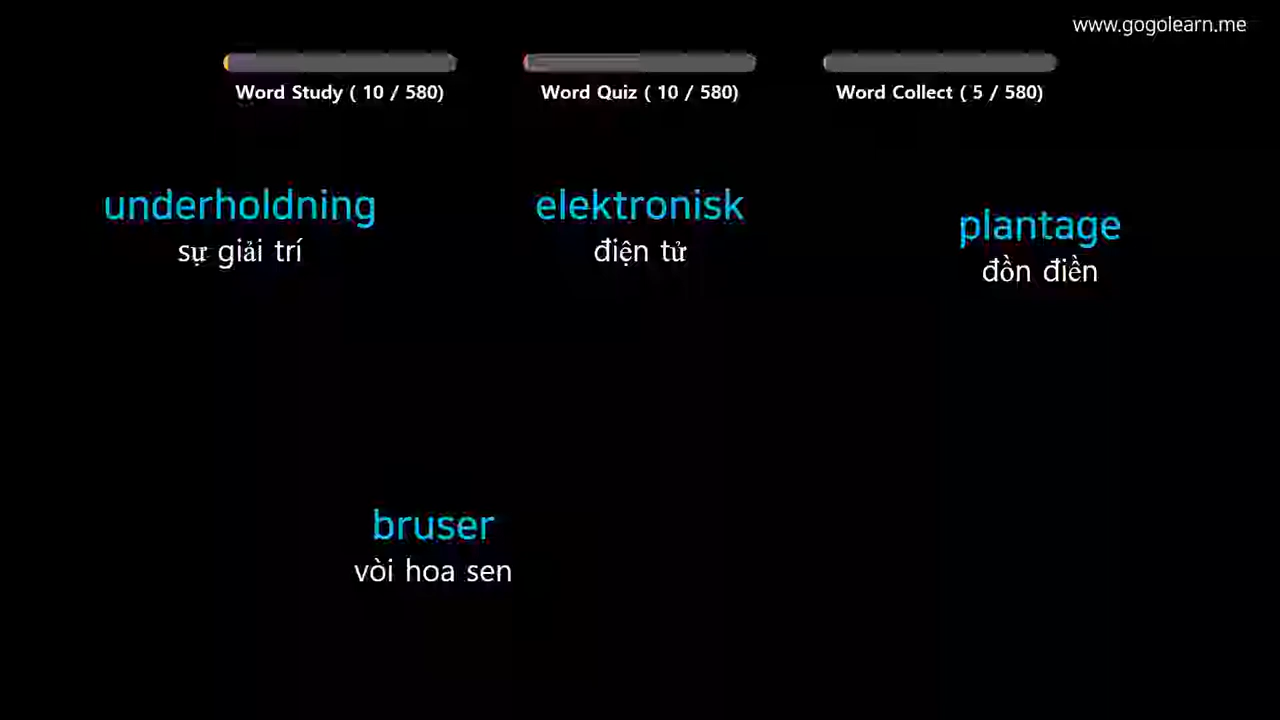 www.gogolearn.me
Word Study ( 10 / 580)
Word Quiz ( 10 / 580)
Word Collect ( 5 / 580)
underholdning
sự giải trí
elektronisk
điện tử
plantage
đồn điền
bruser
vòi hoa sen